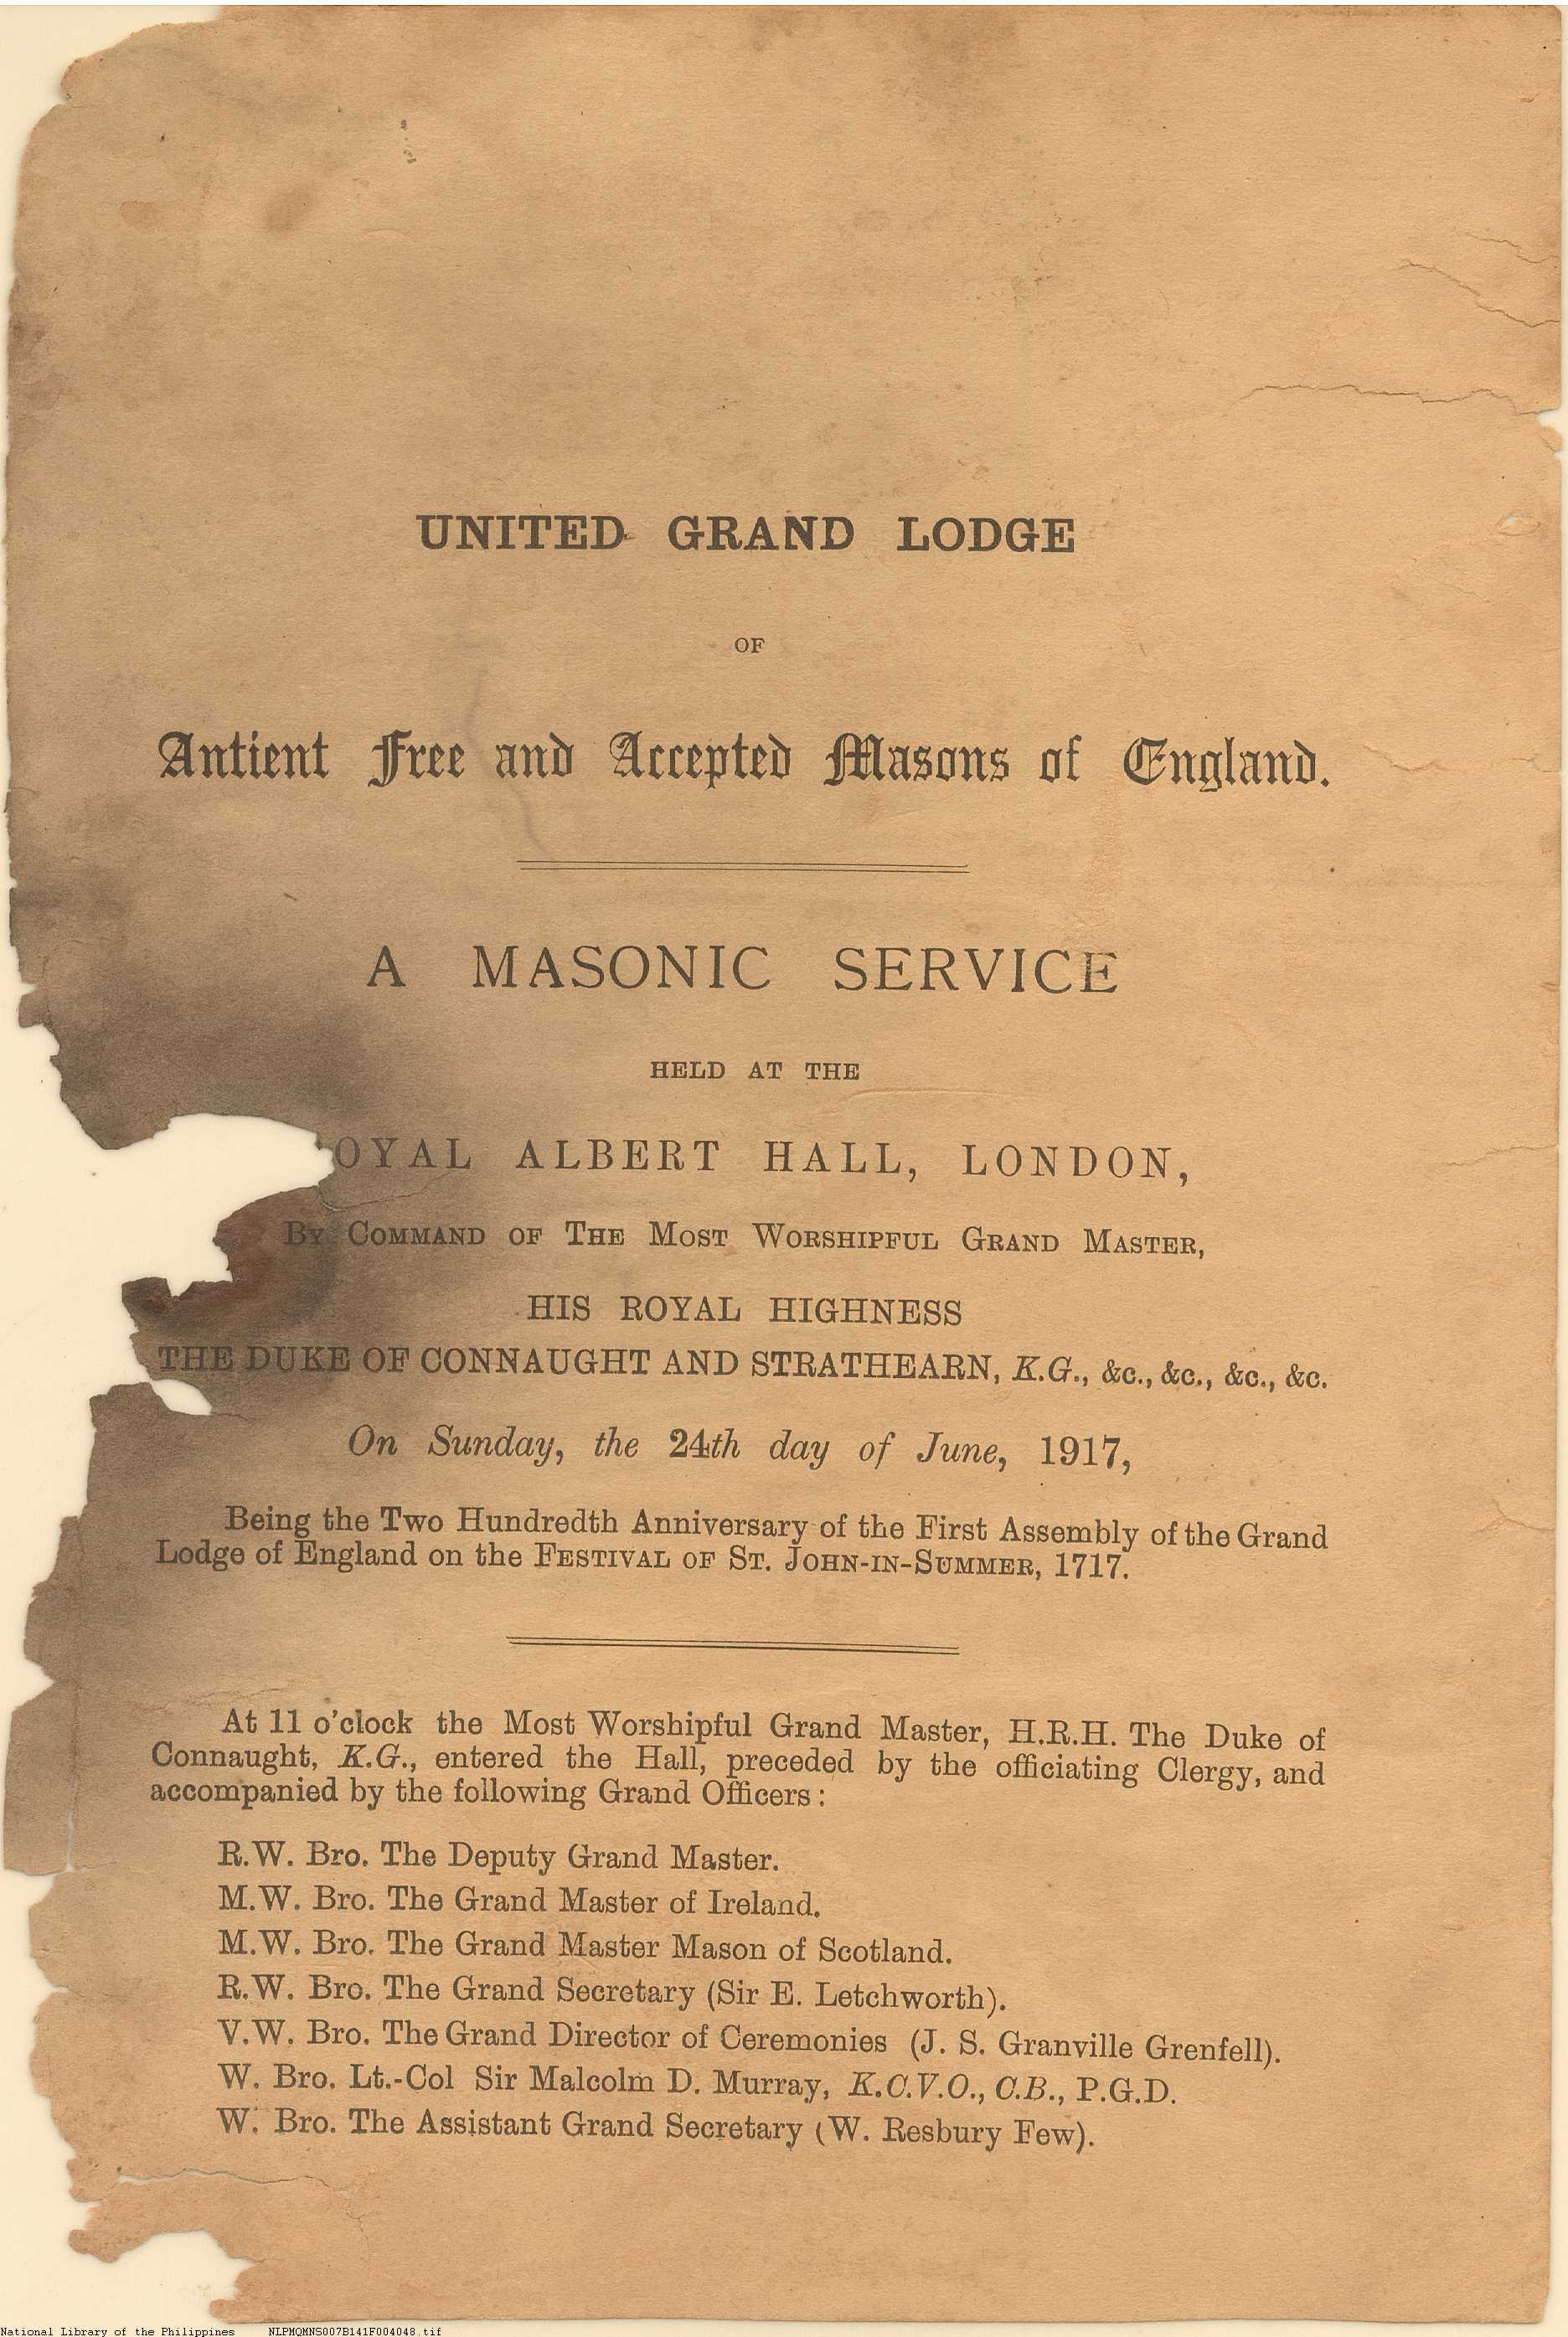 UNITED GRAND LODGE
OF
Antient Free and Accepted Masons of England.
A MASONIC SERVICE
HELD AT THE
OYAL ALBERT HALL, LONDON,
BY COMMAND OF THE MOST WORSHIPFUL GRAND MASTER,
HIS ROYAL HIGHNESS
THE DUKE OF CONNAUGHT AND STRATHEARN, K.G., &c., &c., &c., &c.
On Sunday, the 24th day of June, 1917,
Being the Two Hundredth Anniversary of the First Assembly of the Grand
Lodge of England on the FESTIVAL OF ST. JOHN-IN-SUMMER, 1717.
At 11 o'clock the Most Worshipful Grand Master, H.R.H. The Duke of
Connaught, K.G., entered the Hall, preceded by the officiating Clergy, and
accompanied by the following Grand Officers:
R.W. Bro. The Deputy Grand Master.
M.W. Bro. The Grand Master of Ireland.
M.W. Bro. The Grand Master Mason of Scotland.
R.W. Bro. The Grand Secretary (Sir E. Letchworth).
V.W. Bro. The Grand Director of Ceremonies (J. S. Granville Grenfell).
W. Bro. Lt.-Col Sir Malcolm D. Murray, K.C.V.O., C.B., P.G.D.
W. Bro. The Assistant Grand Secretary (W. Resbury Few).
National Library of the Philippines NLPMQMNS007B141F004048.tif